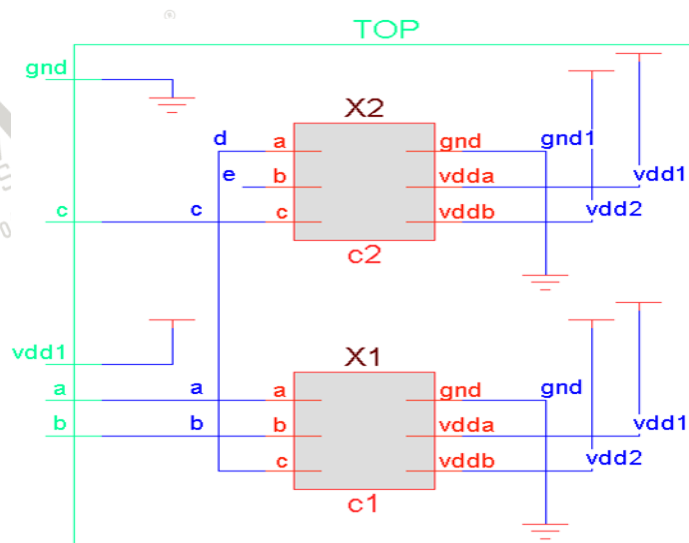 TOP
gnd
X2
d a gnd gnd1
e b vdda vdd1
c c c vddb vdd2
c2
vdd1
X1
a a a gnd gnd
b b b vdda vdd1
c vddb vdd2
c1